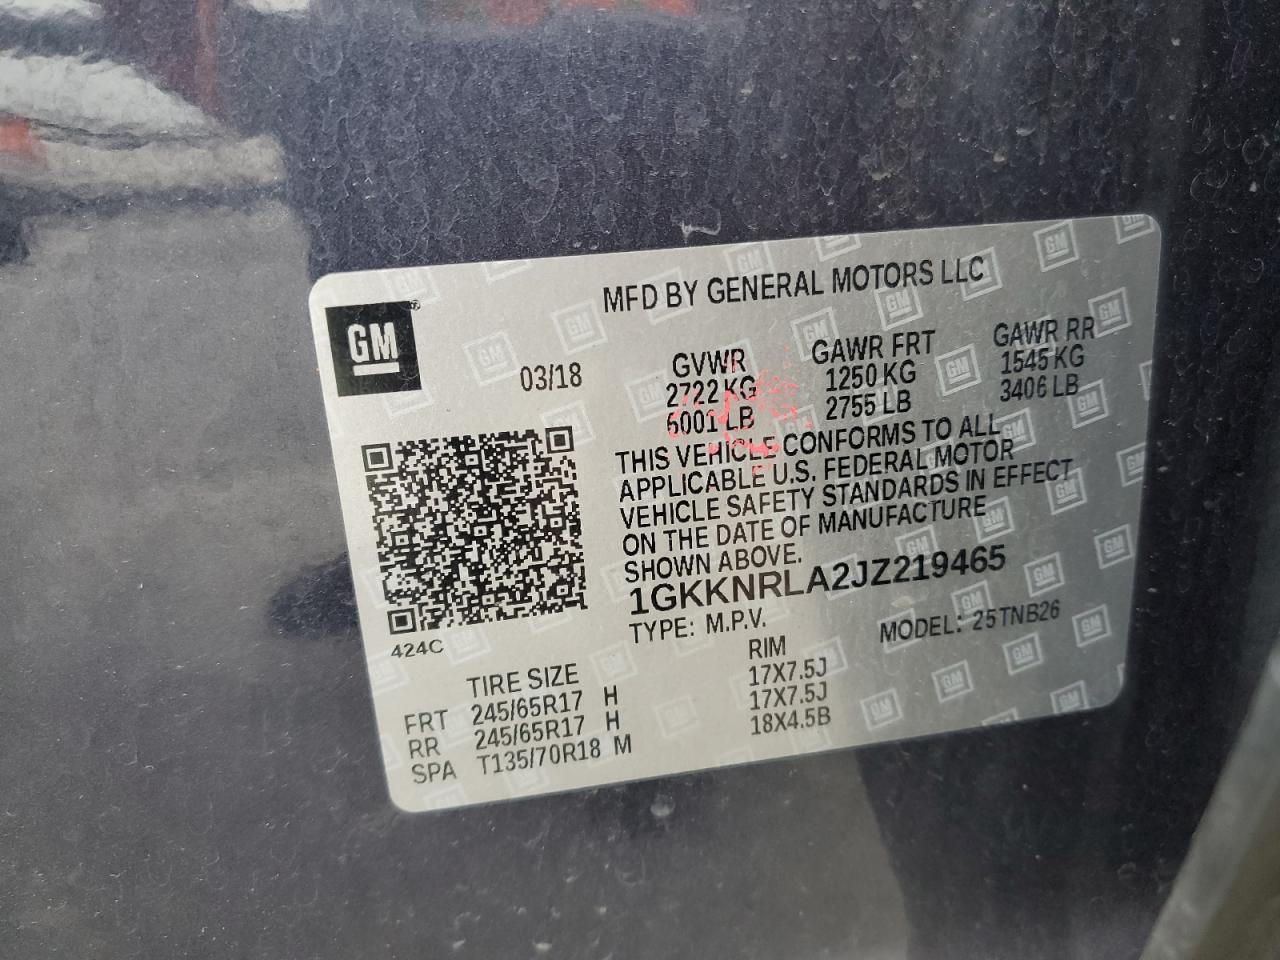 MFD BY GENERAL MOTORS LLC
GM
03/18
GVWR GAWR FRT GAWR RR
2722 KG 1250 KG 1545 KG
6001 LB 2755 LB 3406 LB
THIS VEHICLE CONFORMS TO ALL
APPLICABLE U.S. FEDERAL MOTOR
VEHICLE SAFETY STANDARDS IN EFFECT
ON THE DATE OF MANUFACTURE
SHOWN ABOVE.
1GKKNRLA2JZ219465
TYPE: M.P.V. MODEL: 25TNB26
424C
TIRE SIZE RIM
FRT 245/65R17 H 17X7.5J
RR 245/65R17 H 17X7.5J
SPA T135/70R18 M 18X4.5B